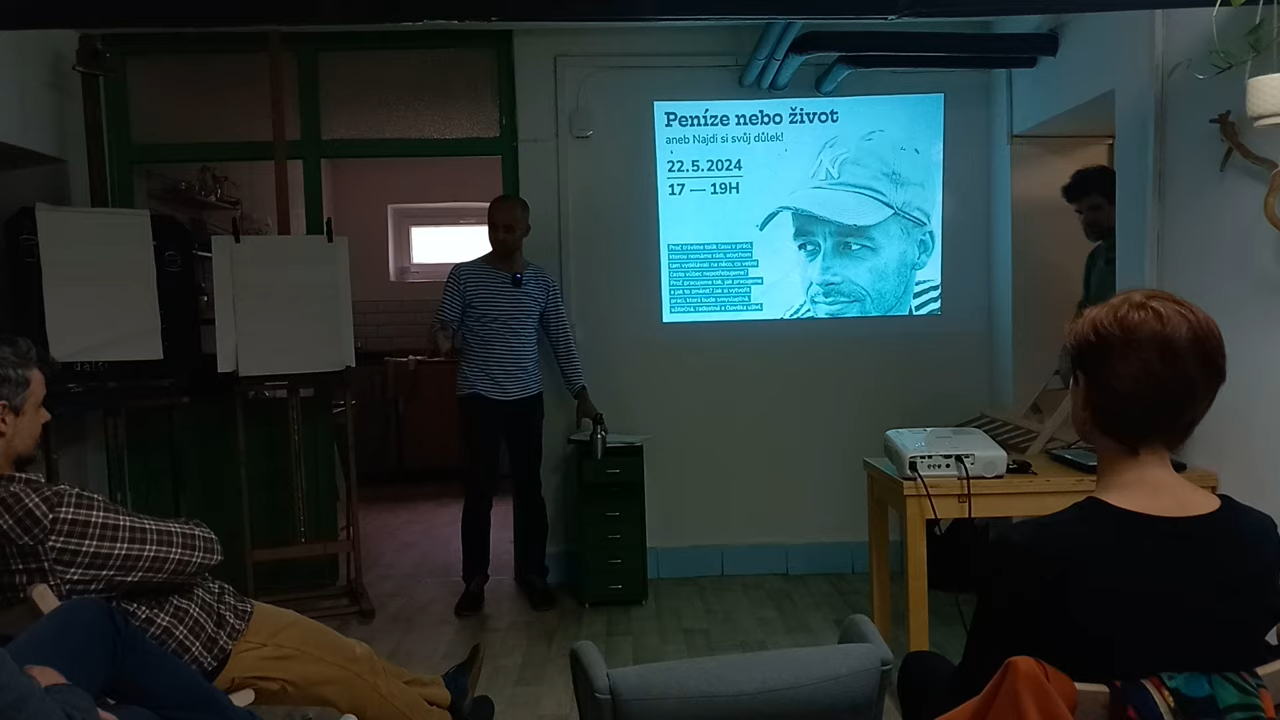 Peníze nebo život
aneb Najdi si svůj důlek!
22.5.2024
17 — 19H
Proč trávíme tolik času v práci,
kterou nemáme rádi, abychom
tam vydělávali na něco, co velmi
často vůbec nepotřebujeme?
Proč pracujeme tak, jak pracujeme
a jak to změnit? Jak si vytvořit
práci, která bude smysluplná,
užitečná, radostná a člověka uživí.
další